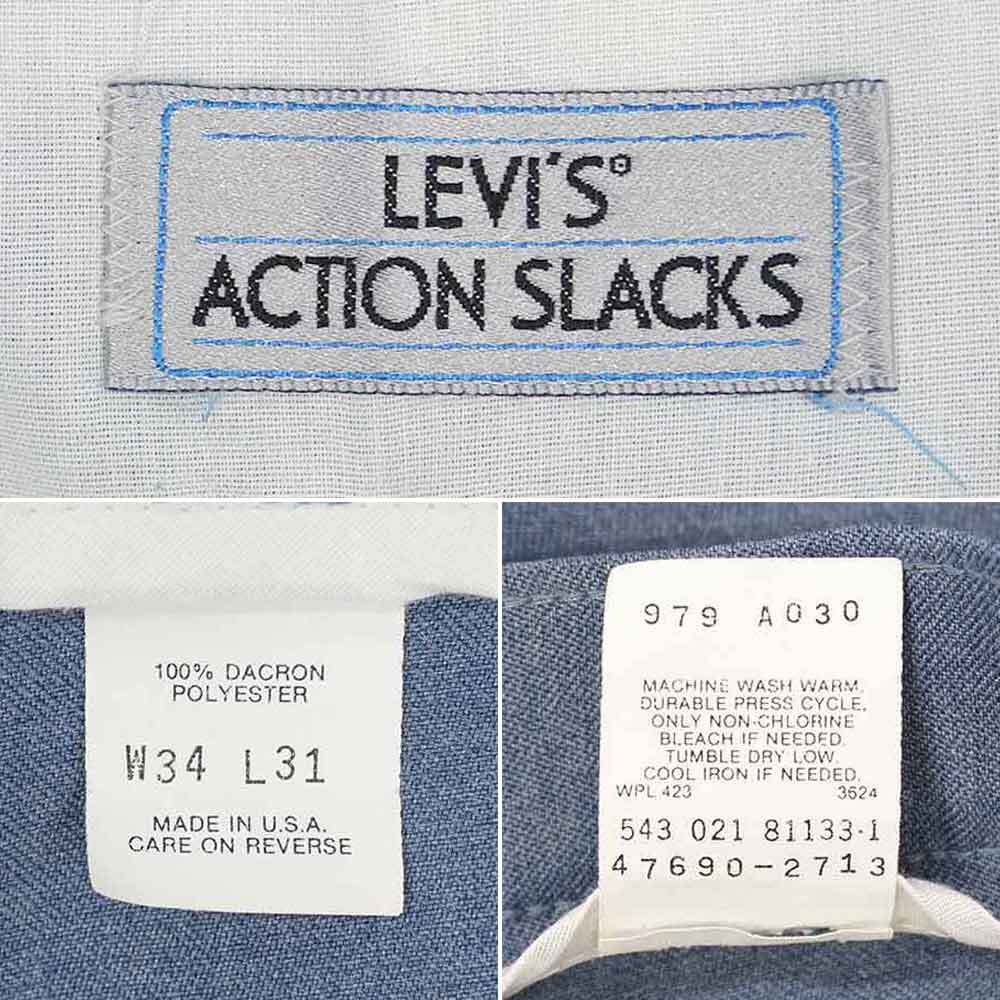 LEVI'S®
ACTION SLACKS
100% DACRON
POLYESTER
W34 L31
MADE IN U.S.A.
CARE ON REVERSE
979 A030
MACHINE WASH WARM,
DURABLE PRESS CYCLE,
ONLY NON-CHLORINE
BLEACH IF NEEDED.
TUMBLE DRY LOW.
COOL IRON IF NEEDED.
WPL 423 3524
543 021 81133-1
47690-2713